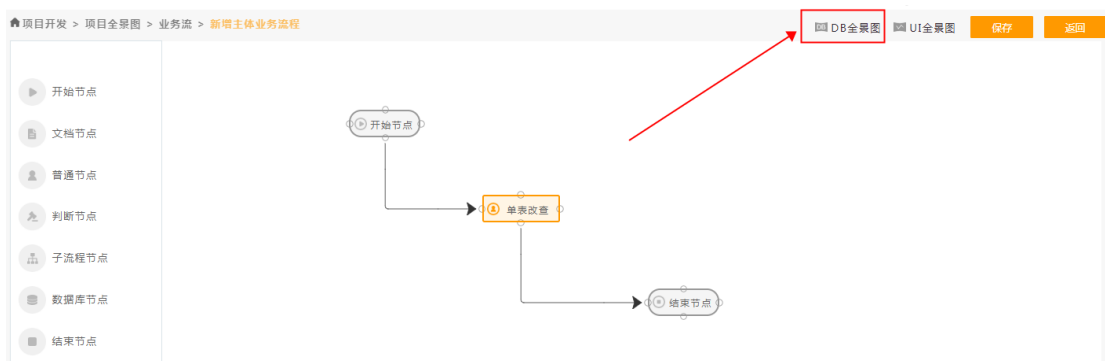 项目开发 > 项目全景图 > 业务流 > 新增主体业务流程
DB全景图
UI全景图
保存
返回
开始节点
文档节点
普通节点
判断节点
子流程节点
数据库节点
结束节点
开始节点
单表改查
结束节点